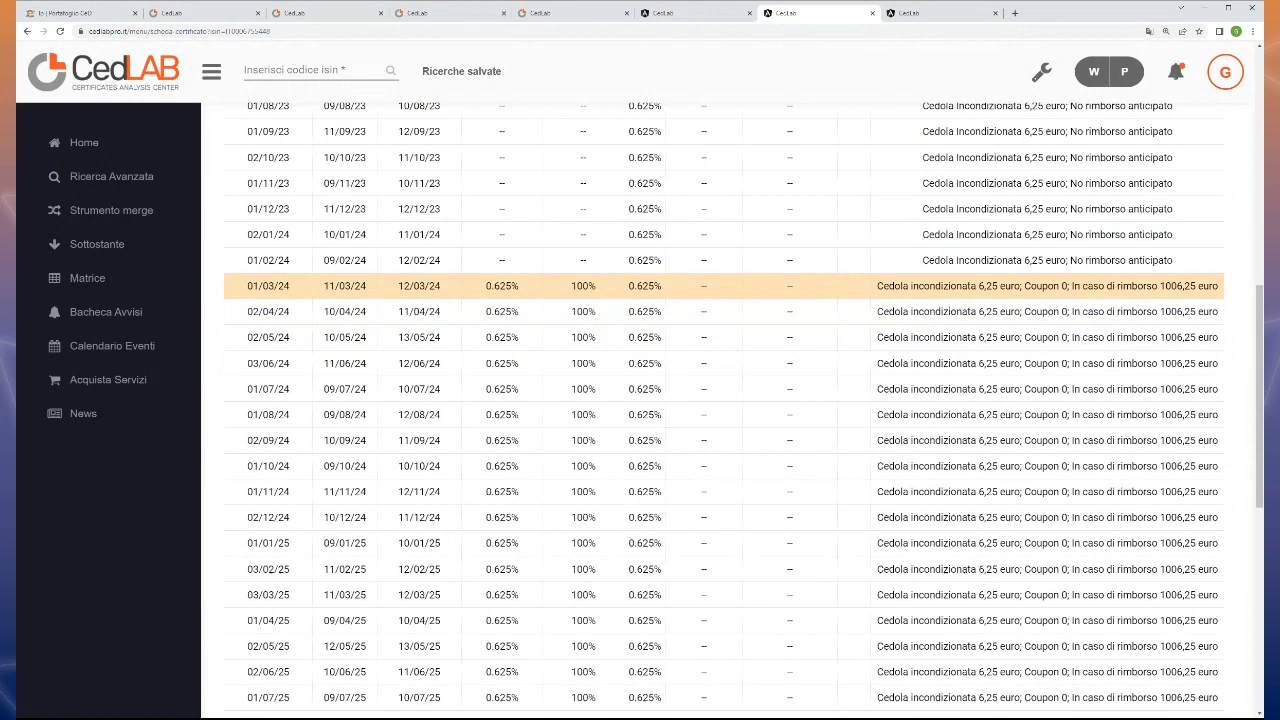 Ip | Portafoglio CeD CedLab CedLab CedLab CedLab CedLab CedLab CedLab
cedlabpro.it/menu/scheda-certificato?isin=IT0006755448
CedLAB
CERTIFICATES ANALYSIS CENTER
Inserisci codice isin *
Ricerche salvate
W P
G
Home
Ricerca Avanzata
Strumento merge
Sottostante
Matrice
Bacheca Avvisi
Calendario Eventi
Acquista Servizi
News
01/08/23 09/08/23 10/08/23 -- -- 0.625% -- -- Cedola Incondizionata 6,25 euro; No rimborso anticipato
01/09/23 11/09/23 12/09/23 -- -- 0.625% -- -- Cedola Incondizionata 6,25 euro; No rimborso anticipato
02/10/23 10/10/23 11/10/23 -- -- 0.625% -- -- Cedola Incondizionata 6,25 euro; No rimborso anticipato
01/11/23 09/11/23 10/11/23 -- -- 0.625% -- -- Cedola Incondizionata 6,25 euro; No rimborso anticipato
01/12/23 11/12/23 12/12/23 -- -- 0.625% -- -- Cedola Incondizionata 6,25 euro; No rimborso anticipato
02/01/24 10/01/24 11/01/24 -- -- 0.625% -- -- Cedola Incondizionata 6,25 euro; No rimborso anticipato
01/02/24 09/02/24 12/02/24 -- -- 0.625% -- -- Cedola Incondizionata 6,25 euro; No rimborso anticipato
01/03/24 11/03/24 12/03/24 0.625% 100% 0.625% -- -- Cedola incondizionata 6,25 euro; Coupon 0; In caso di rimborso 1006,25 euro
02/04/24 10/04/24 11/04/24 0.625% 100% 0.625% -- -- Cedola incondizionata 6,25 euro; Coupon 0; In caso di rimborso 1006,25 euro
02/05/24 10/05/24 13/05/24 0.625% 100% 0.625% -- -- Cedola incondizionata 6,25 euro; Coupon 0; In caso di rimborso 1006,25 euro
03/06/24 11/06/24 12/06/24 0.625% 100% 0.625% -- -- Cedola incondizionata 6,25 euro; Coupon 0; In caso di rimborso 1006,25 euro
01/07/24 09/07/24 10/07/24 0.625% 100% 0.625% -- -- Cedola incondizionata 6,25 euro; Coupon 0; In caso di rimborso 1006,25 euro
01/08/24 09/08/24 12/08/24 0.625% 100% 0.625% -- -- Cedola incondizionata 6,25 euro; Coupon 0; In caso di rimborso 1006,25 euro
02/09/24 10/09/24 11/09/24 0.625% 100% 0.625% -- -- Cedola incondizionata 6,25 euro; Coupon 0; In caso di rimborso 1006,25 euro
01/10/24 09/10/24 10/10/24 0.625% 100% 0.625% -- -- Cedola incondizionata 6,25 euro; Coupon 0; In caso di rimborso 1006,25 euro
01/11/24 11/11/24 12/11/24 0.625% 100% 0.625% -- -- Cedola incondizionata 6,25 euro; Coupon 0; In caso di rimborso 1006,25 euro
02/12/24 10/12/24 11/12/24 0.625% 100% 0.625% -- -- Cedola incondizionata 6,25 euro; Coupon 0; In caso di rimborso 1006,25 euro
01/01/25 09/01/25 10/01/25 0.625% 100% 0.625% -- -- Cedola incondizionata 6,25 euro; Coupon 0; In caso di rimborso 1006,25 euro
03/02/25 11/02/25 12/02/25 0.625% 100% 0.625% -- -- Cedola incondizionata 6,25 euro; Coupon 0; In caso di rimborso 1006,25 euro
03/03/25 11/03/25 12/03/25 0.625% 100% 0.625% -- -- Cedola incondizionata 6,25 euro; Coupon 0; In caso di rimborso 1006,25 euro
01/04/25 09/04/25 10/04/25 0.625% 100% 0.625% -- -- Cedola incondizionata 6,25 euro; Coupon 0; In caso di rimborso 1006,25 euro
02/05/25 12/05/25 13/05/25 0.625% 100% 0.625% -- -- Cedola incondizionata 6,25 euro; Coupon 0; In caso di rimborso 1006,25 euro
02/06/25 10/06/25 11/06/25 0.625% 100% 0.625% -- -- Cedola incondizionata 6,25 euro; Coupon 0; In caso di rimborso 1006,25 euro
01/07/25 09/07/25 10/07/25 0.625% 100% 0.625% -- -- Cedola incondizionata 6,25 euro; Coupon 0; In caso di rimborso 1006,25 euro